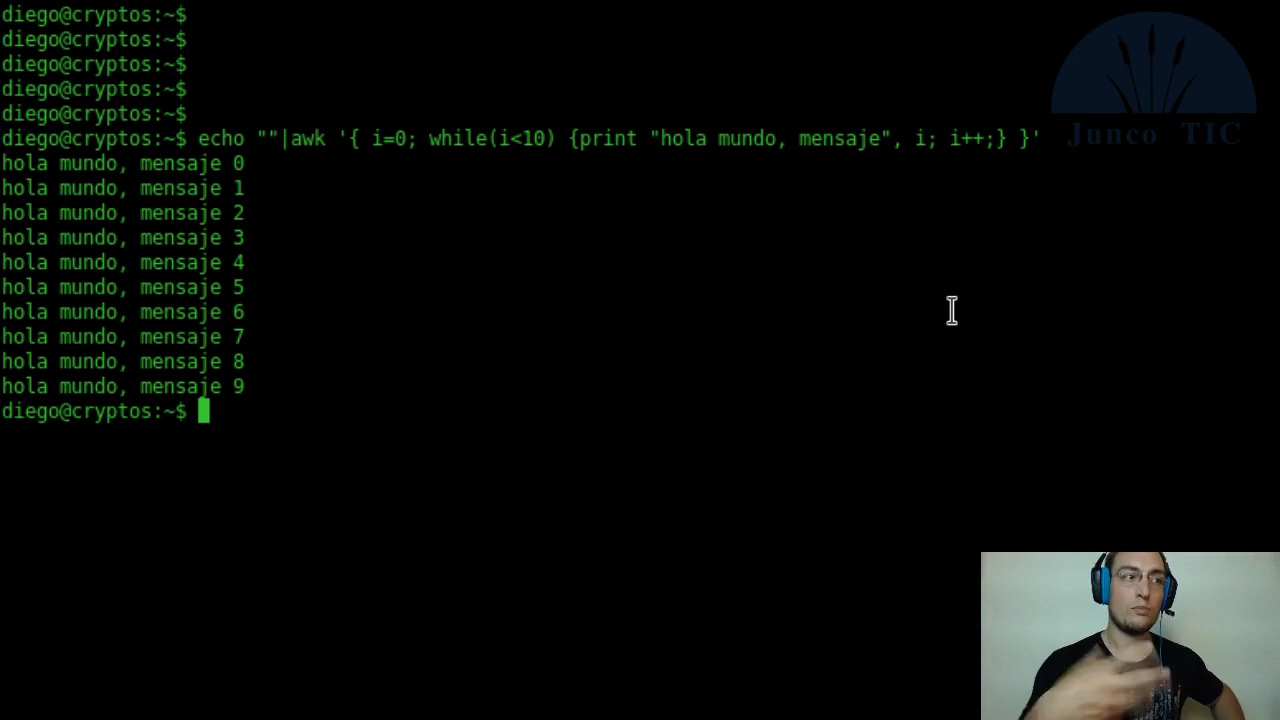 diego@cryptos:~$
diego@cryptos:~$
diego@cryptos:~$
diego@cryptos:~$
diego@cryptos:~$
diego@cryptos:~$ echo ""|awk '{ i=0; while(i<10) {print "hola mundo, mensaje", i; i++;} }'
hola mundo, mensaje 0
hola mundo, mensaje 1
hola mundo, mensaje 2
hola mundo, mensaje 3
hola mundo, mensaje 4
hola mundo, mensaje 5
hola mundo, mensaje 6
hola mundo, mensaje 7
hola mundo, mensaje 8
hola mundo, mensaje 9
diego@cryptos:~$
Junco TIC